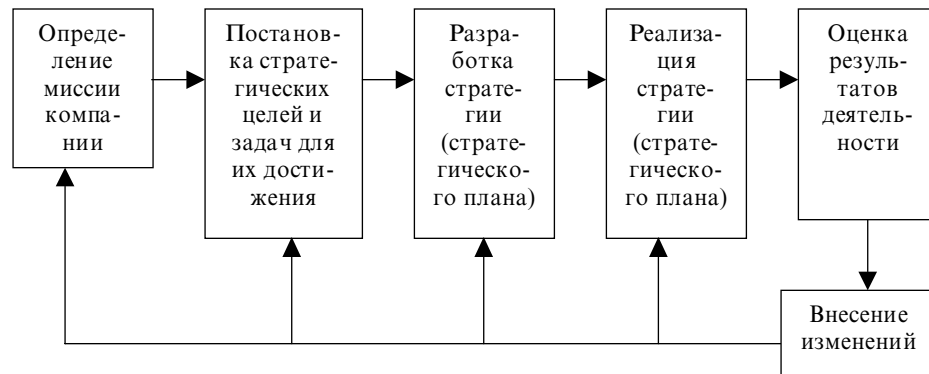 Опреде-
ление
миссии
компа-
нии
Постанов-
ка страте-
гических
целей и
задач для
их дости-
жения
Разра-
ботка
страте-
гии
(страте-
гическо-
го плана)
Реализа-
ция
страте-
гии
(страте-
гическо-
го плана)
Оценка
резуль-
татов
деятель-
ности
Внесение
изменений